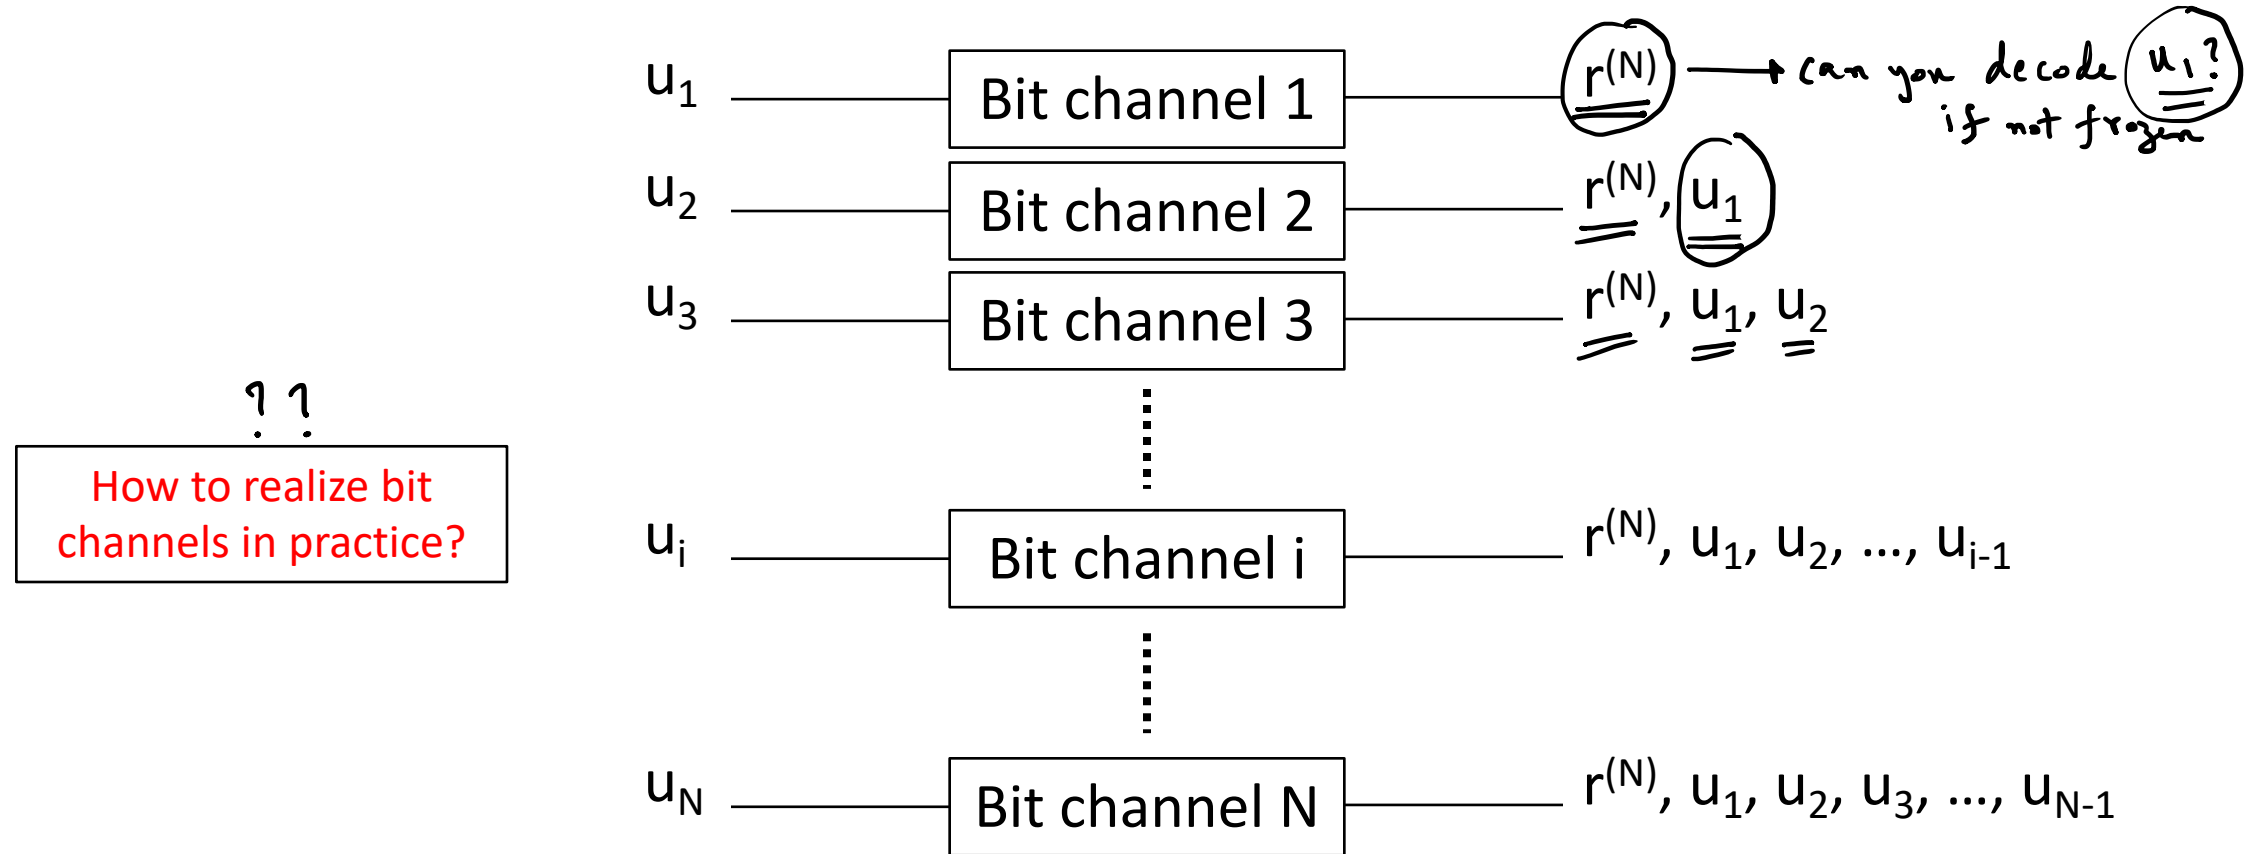 u₁ Bit channel 1 r⁽ᴺ⁾ → can you decode u₁?
if not frozen
u₂ Bit channel 2 r⁽ᴺ⁾, u₁
u₃ Bit channel 3 r⁽ᴺ⁾, u₁, u₂
? ?
How to realize bit
channels in practice?
uᵢ Bit channel i r⁽ᴺ⁾, u₁, u₂, ..., uᵢ₋₁
u_N Bit channel N r⁽ᴺ⁾, u₁, u₂, u₃, ..., u_N-1